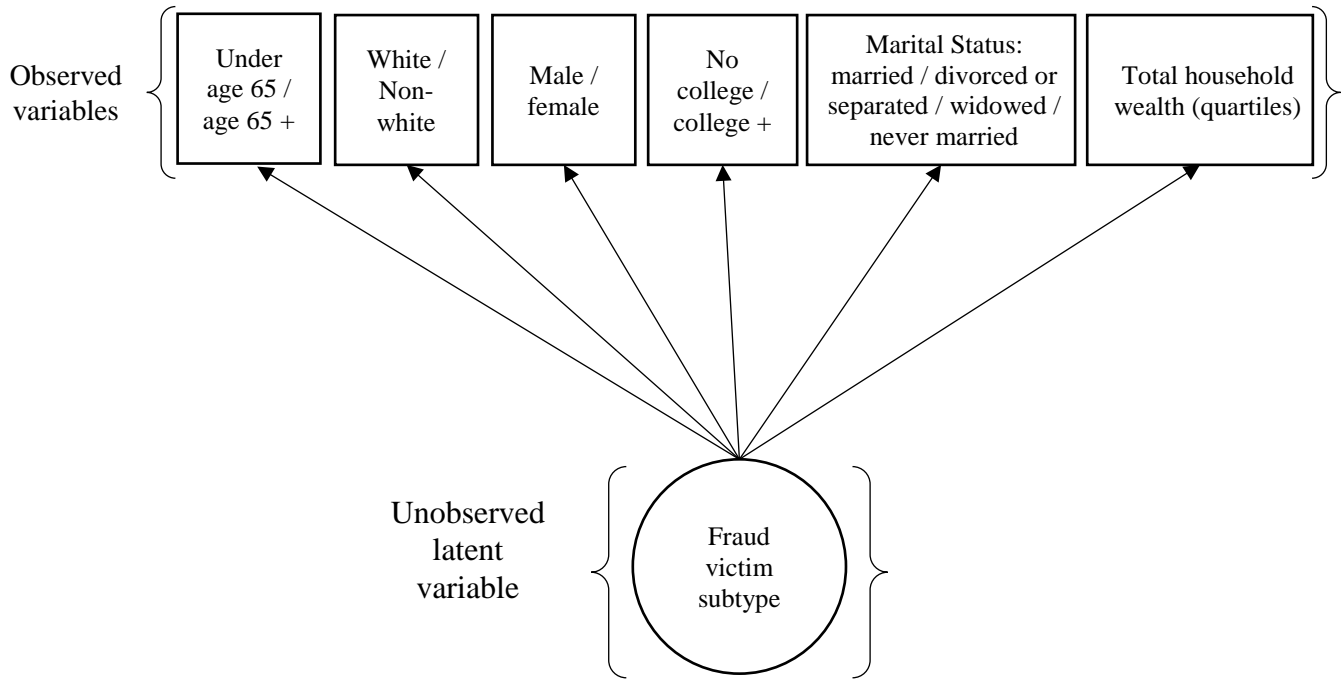 Observed
variables
Under
age 65 /
age 65 +
White /
Non-
white
Male /
female
No
college /
college +
Marital Status:
married / divorced or
separated / widowed /
never married
Total household
wealth (quartiles)
Unobserved
latent
variable
Fraud
victim
subtype